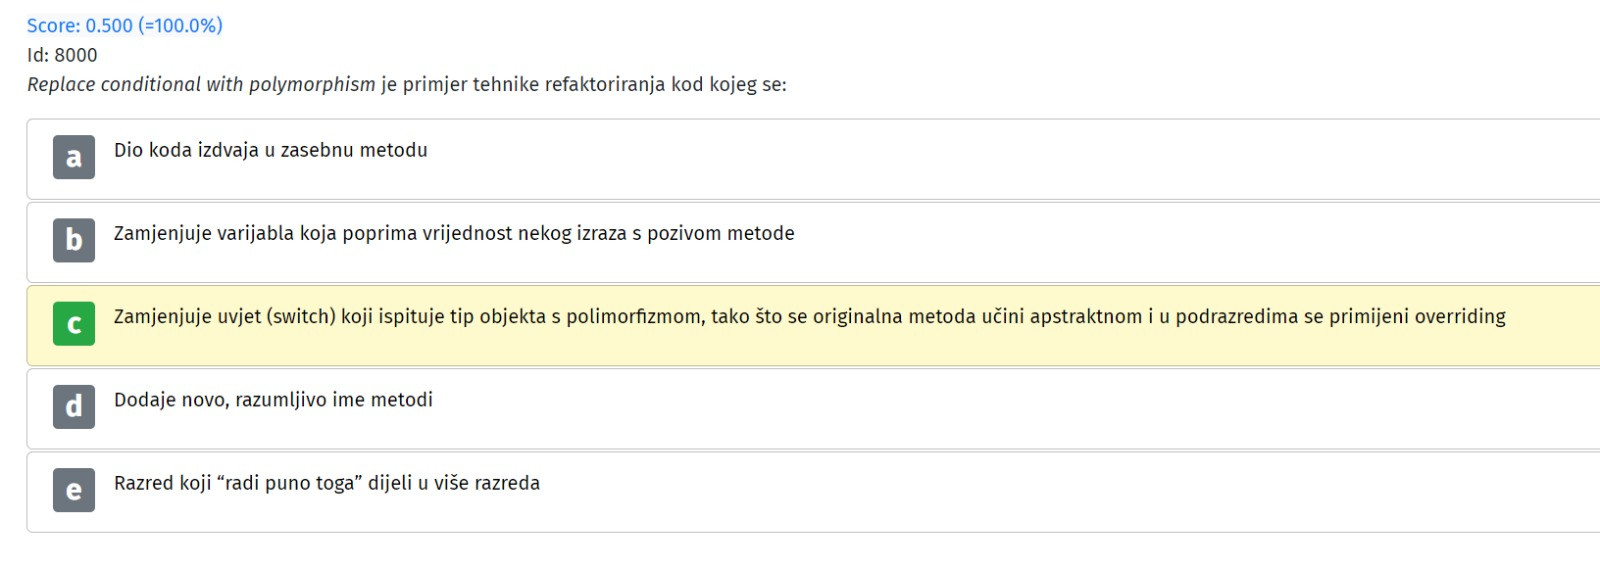 Score: 0.500 (=100.0%)
Id: 8000
Replace conditional with polymorphism je primjer tehnike refaktoriranja kod kojeg se:
a Dio koda izdvaja u zasebnu metodu
b Zamjenjuje varijabla koja poprima vrijednost nekog izraza s pozivom metode
c Zamjenjuje uvjet (switch) koji ispituje tip objekta s polimorfizmom, tako što se originalna metoda učini apstraktnom i u podrazredima se primijeni overriding
d Dodaje novo, razumljivo ime metodi
e Razred koji “radi puno toga” dijeli u više razreda